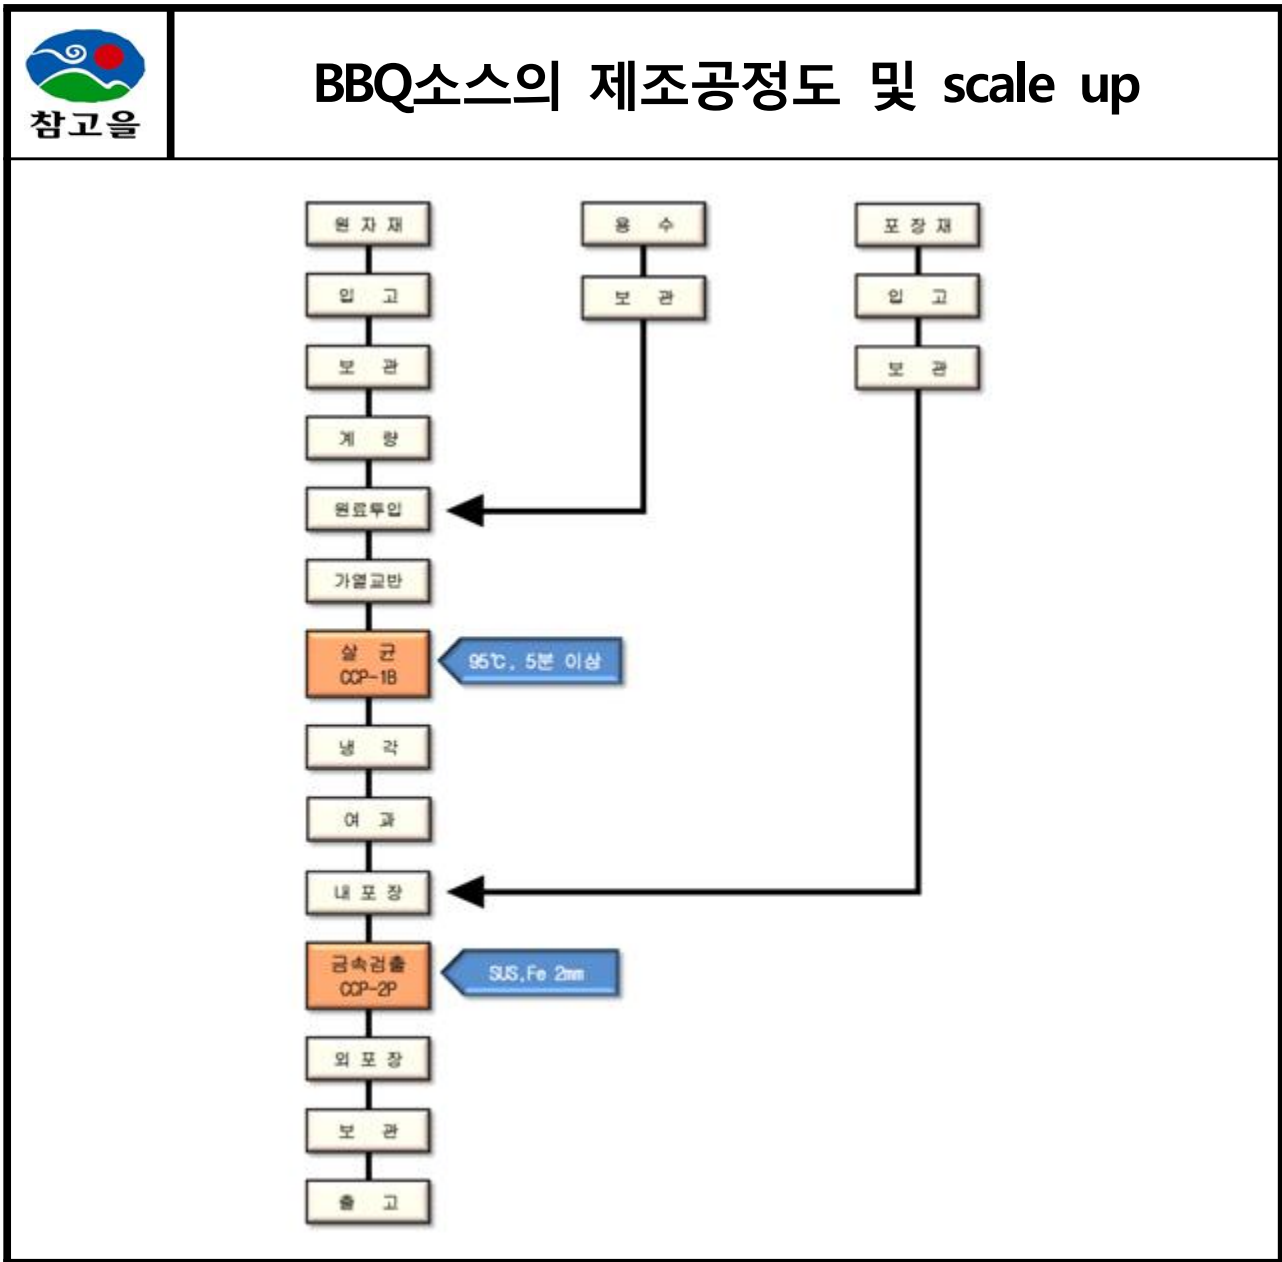 참고을
BBQ소스의 제조공정도 및 scale up
원 자 재
입 고
보 관
계 량
원료투입
가열교반
살 균
CCP-1B
95℃, 5분 이상
냉 각
여 과
내 포 장
금속검출
CCP-2P
SUS,Fe 2mm
외 포 장
보 관
출 고
용 수
보 관
포 장 재
입 고
보 관